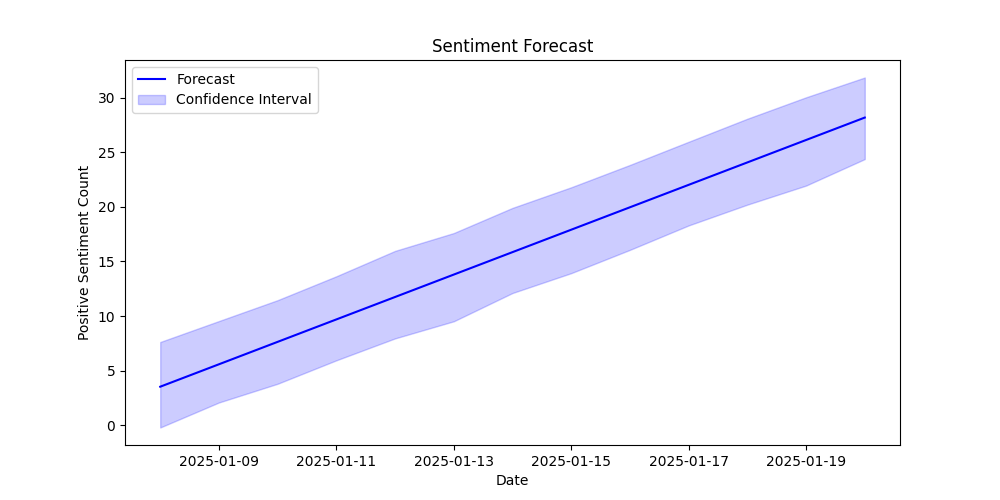 Sentiment Forecast
Forecast
Confidence Interval
Positive Sentiment Count
30
25
20
15
10
5
0
2025-01-09 2025-01-11 2025-01-13 2025-01-15 2025-01-17 2025-01-19
Date